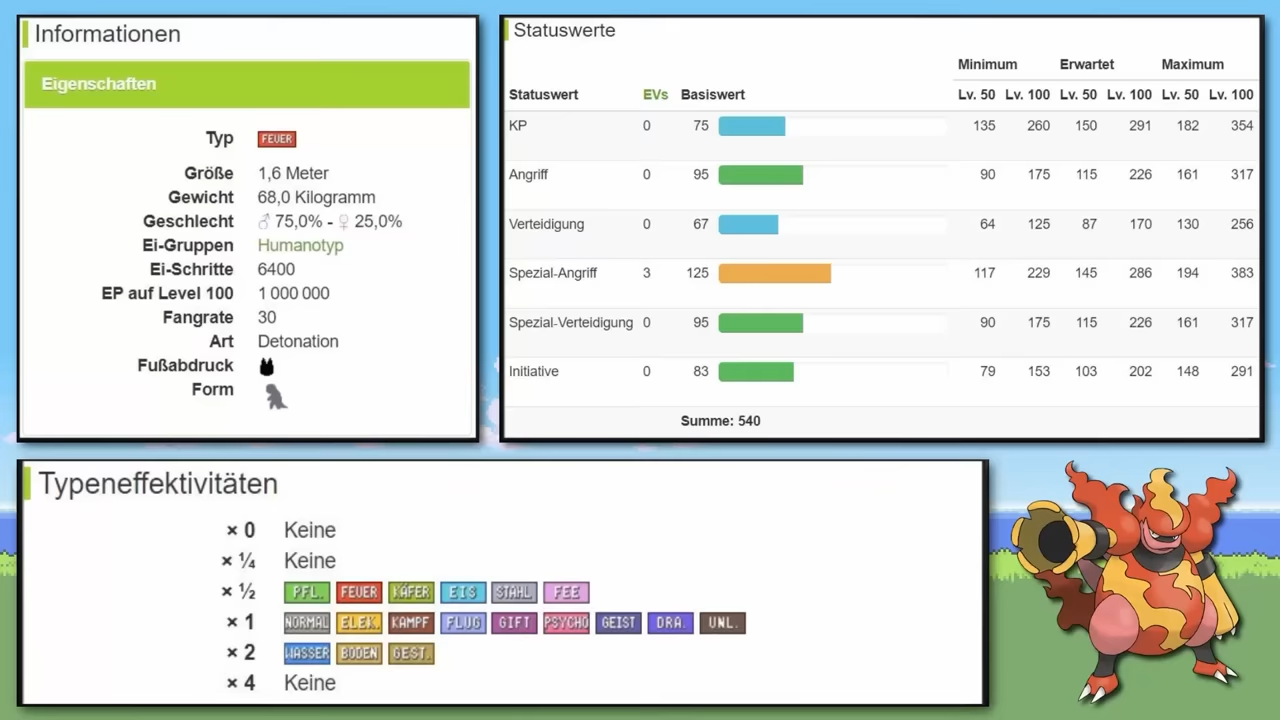 Informationen
Eigenschaften
Typ FEUER
Größe 1,6 Meter
Gewicht 68,0 Kilogramm
Geschlecht ♂ 75,0% - ♀ 25,0%
Ei-Gruppen Humanotyp
Ei-Schritte 6400
EP auf Level 100 1 000 000
Fangrate 30
Art Detonation
Fußabdruck
Form
Statuswerte
Minimum Erwartet Maximum
Statuswert EVs Basiswert Lv. 50 Lv. 100 Lv. 50 Lv. 100 Lv. 50 Lv. 100
KP 0 75 135 260 150 291 182 354
Angriff 0 95 90 175 115 226 161 317
Verteidigung 0 67 64 125 87 170 130 256
Spezial-Angriff 3 125 117 229 145 286 194 383
Spezial-Verteidigung 0 95 90 175 115 226 161 317
Initiative 0 83 79 153 103 202 148 291
Summe: 540
Typeneffektivitäten
× 0 Keine
× ¼ Keine
× ½ PFL. FEUER KÄFER EIS STAHL FEE
× 1 NORMAL ELEK. KAMPF FLUG GIFT PSYCHO GEIST DRA. UNL.
× 2 WASSER BODEN GEST.
× 4 Keine